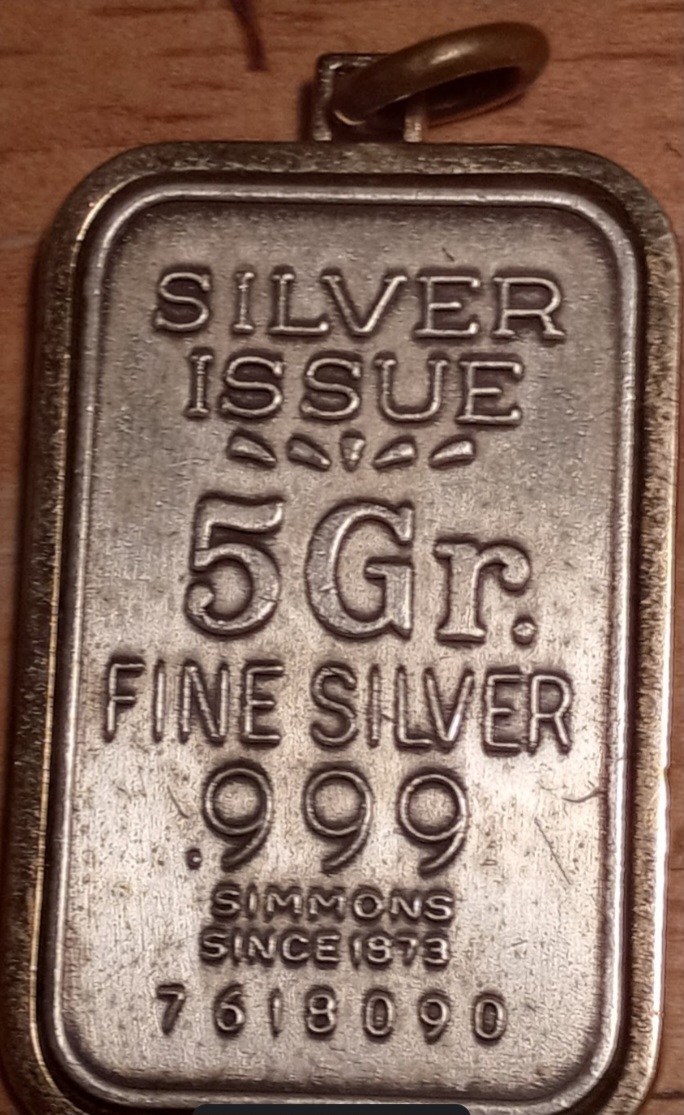 SILVER
ISSUE
5Gr.
FINE SILVER
.999
SIMMONS
SINCE 1873
7618090